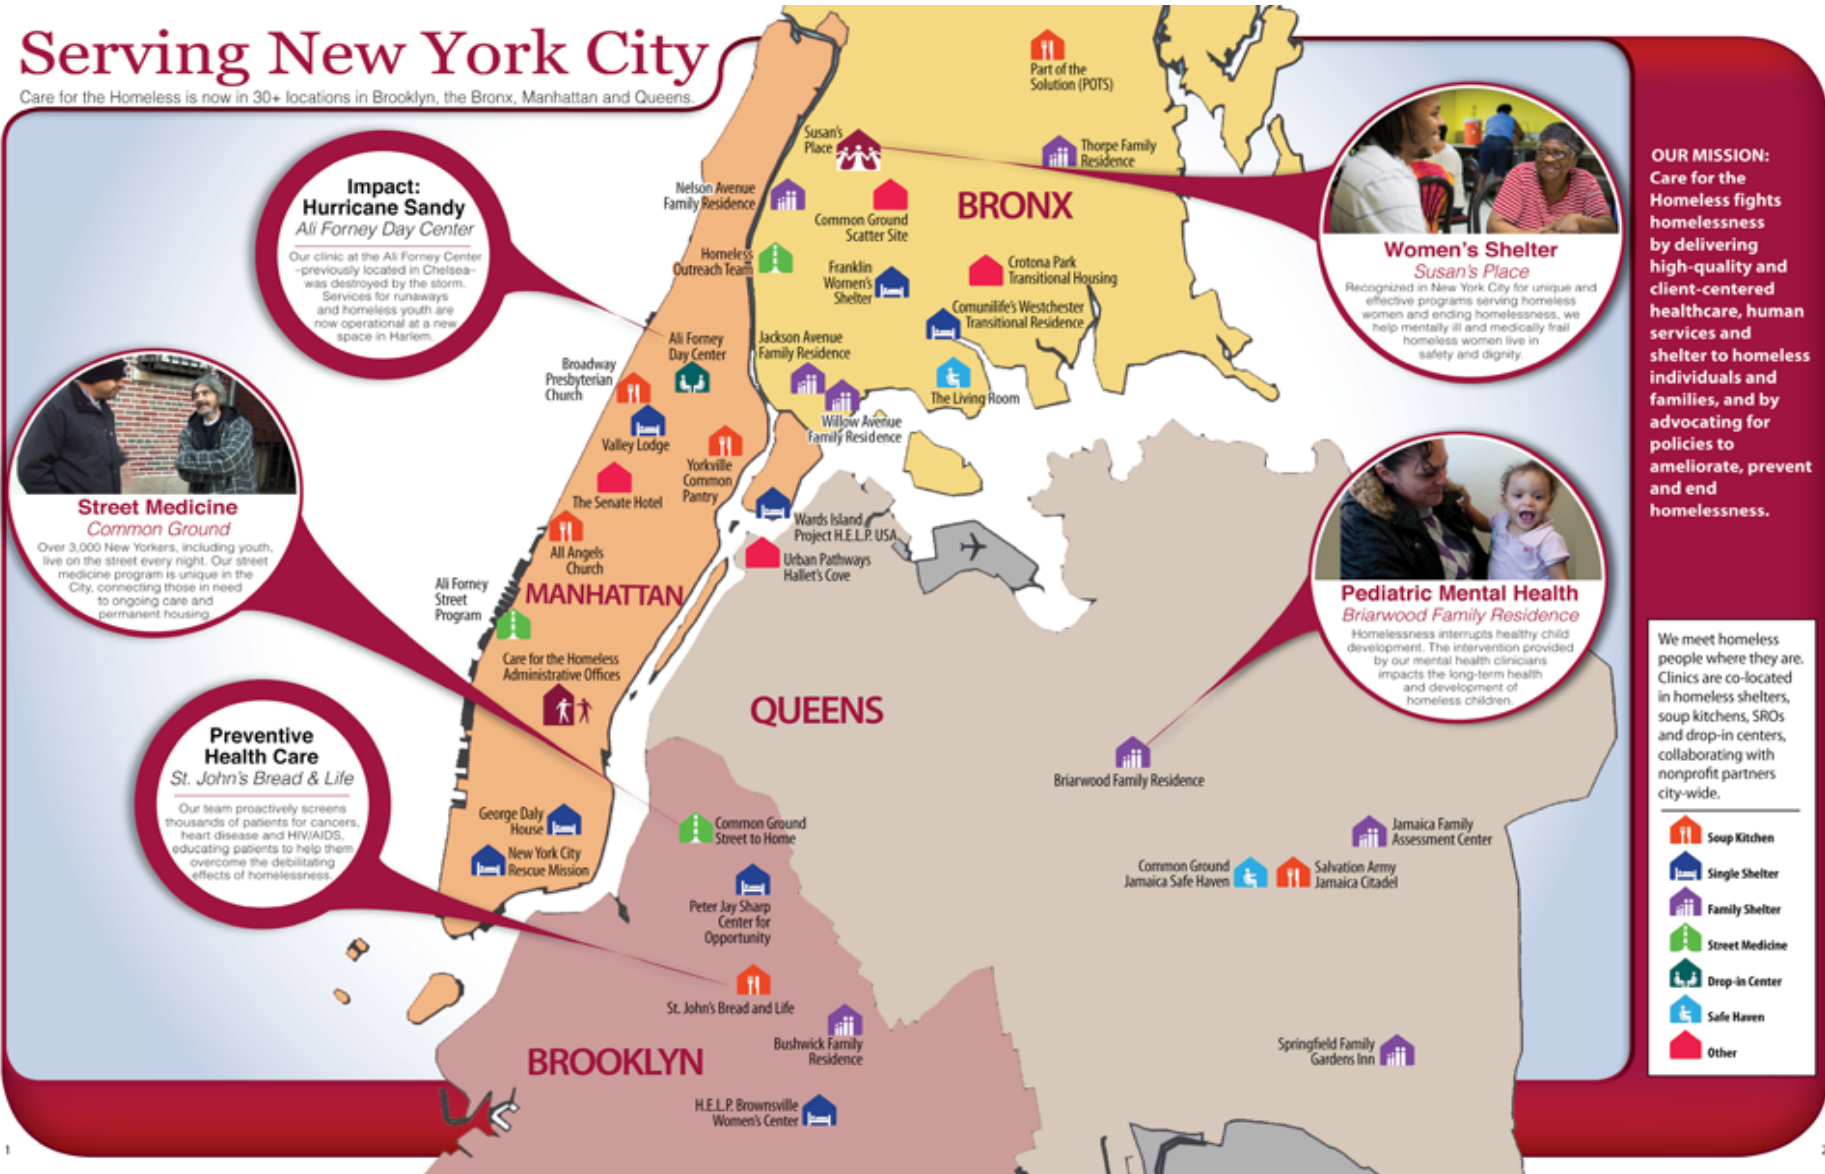 Serving New York City
Care for the Homeless is now in 30+ locations in Brooklyn, the Bronx, Manhattan and Queens.
Impact:
Hurricane Sandy
Ali Forney Day Center
Our clinic at the Ali Forney Center
-previously located in Chelsea-
was destroyed by the storm.
Services for runaways
and homeless youth are
now operational at a new
space in Harlem.
Street Medicine
Common Ground
Over 3,000 New Yorkers, including youth,
live on the street every night. Our street
medicine program is unique in the
City, connecting those in need
to ongoing care and
permanent housing
Preventive
Health Care
St. John's Bread & Life
Our team proactively screens
thousands of patients for cancers,
heart disease and HIV/AIDS,
educating patients to help them
overcome the debilitating
effects of homelessness.
Part of the
Solution (POTS)
Susan's
Place
Thorpe Family
Residence
Nelson Avenue
Family Residence
Common Ground
Scatter Site
BRONX
Homeless
Outreach Team
Franklin
Women's
Shelter
Crotona Park
Transitional Housing
Comunilife's Westchester
Transitional Residence
Jackson Avenue
Family Residence
The Living Room
Willow Avenue
Family Residence
Ali Forney
Day Center
Broadway
Presbyterian
Church
Valley Lodge
Yorkville
Common
Pantry
The Senate Hotel
Wards Island
Project H.E.L.P. USA
All Angels
Church
Urban Pathways
Hallet's Cove
Ali Forney
Street
Program
MANHATTAN
Care for the Homeless
Administrative Offices
George Daly
House
New York City
Rescue Mission
QUEENS
Briarwood Family Residence
Jamaica Family
Assessment Center
Common Ground
Jamaica Safe Haven
Salvation Army
Jamaica Citadel
Springfield Family
Gardens Inn
Common Ground
Street to Home
Peter Jay Sharp
Center for
Opportunity
St. John's Bread and Life
Bushwick Family
Residence
BROOKLYN
H.E.L.P. Brownsville
Women's Center
Women's Shelter
Susan's Place
Recognized in New York City for unique and
effective programs serving homeless
women and ending homelessness, we
help mentally ill and medically frail
homeless women live in
safety and dignity.
Pediatric Mental Health
Briarwood Family Residence
Homelessness interrupts healthy child
development. The intervention provided
by our mental health clinicians
impacts the long-term health
and development of
homeless children.
OUR MISSION:
Care for the
Homeless fights
homelessness
by delivering
high-quality and
client-centered
healthcare, human
services and
shelter to homeless
individuals and
families, and by
advocating for
policies to
ameliorate, prevent
and end
homelessness.
We meet homeless
people where they are.
Clinics are co-located
in homeless shelters,
soup kitchens, SROs
and drop-in centers,
collaborating with
nonprofit partners
city-wide.
Soup Kitchen
Single Shelter
Family Shelter
Street Medicine
Drop-in Center
Safe Haven
Other
1
2